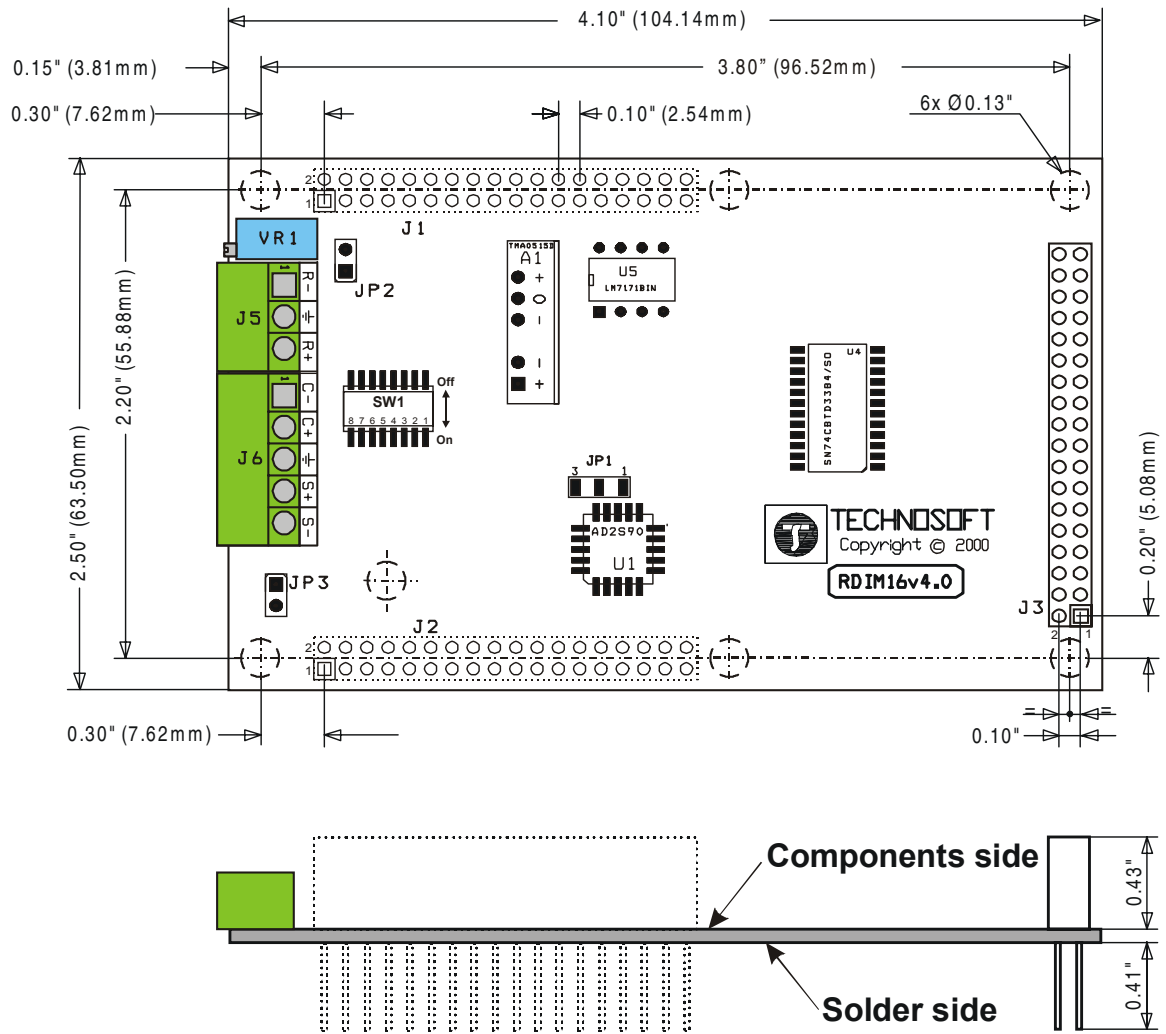 4.10" (104.14mm)
0.15" (3.81mm)
3.80” (96.52mm)
0.30" (7.62mm)
0.10" (2.54mm)
6x Ø0.13"
2
1
J1
VR1
JP2
TMA0515D
A1
+
0
-
-
+
U5
LM7171BIN
1
R-
R+
J5
1
C-
C+
S+
S-
J6
SW1
8 7 6 5 4 3 2 1
Off
On
U4
SN74CBTD3384/SO
JP1
3 1
AD2S90
U1
TECHNOSOFT
Copyright © 2000
RDIM16v4.0
J3
2 1
JP3
J2
2
1
2.50" (63.50mm)
2.20" (55.88mm)
0.20" (5.08mm)
0.30" (7.62mm)
= =
0.10"
Components side
Solder side
0.43"
0.41"